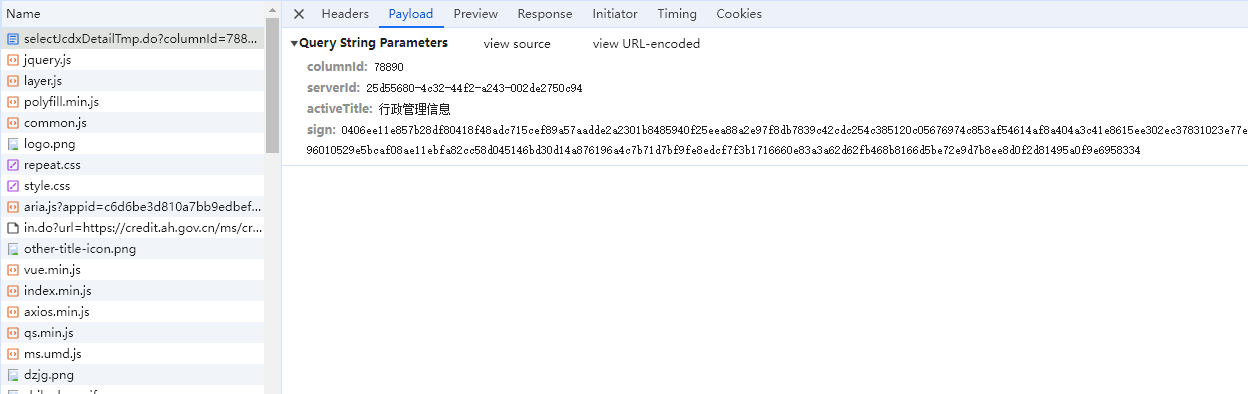 Name
Headers Payload Preview Response Initiator Timing Cookies
selectJcdxDetailTmp.do?columnId=788...
jquery.js
layer.js
polyfill.min.js
common.js
logo.png
repeat.css
style.css
aria.js?appid=c6d6be3d810a7bb9edbef...
in.do?url=https://credit.ah.gov.cn/ms/cr...
other-title-icon.png
vue.min.js
index.min.js
axios.min.js
qs.min.js
ms.umd.js
dzjg.png
Query String Parameters view source view URL-encoded
columnId: 78890
serverId: 25d55680-4c32-44f2-a243-002de2750c94
activeTitle: 行政管理信息
sign: 0406ee11e857b28df80418f48adc715cef89a57aadde2a2301b8485940f25eea88a2e97f8db7839c42cdc254c385120c05676974c853af54614af8a404a3c41e8615ee302ec37831023e77e
96010529e5bcaf08ae11ebfa82cc58d045146bd30d14a876196a4c7b71d7bf9fe8edcf7f3b1716660e83a3a62d62fb468b8166d5be72e9d7b8ee8d0f2d81495a0f9e6958334